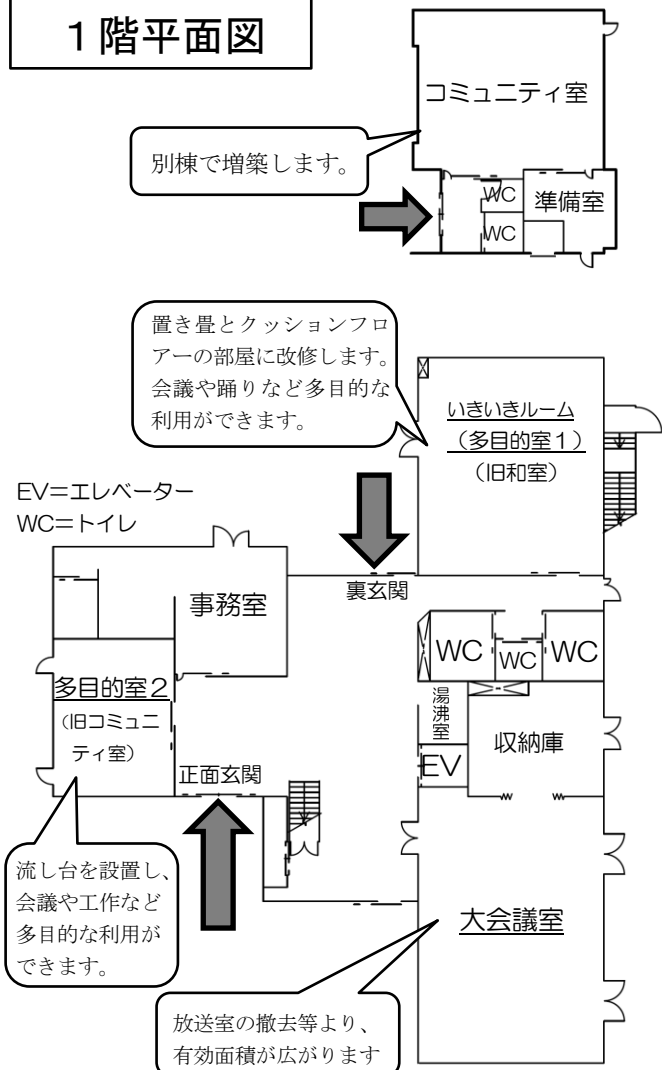 １階平面図
コミュニティ室
別棟で増築します。
WC
準備室
WC
置き畳とクッションフロ
アーの部屋に改修します。
会議や踊りなど多目的な
利用ができます。
いきいきルーム
（多目的室１）
（旧和室）
EV＝エレベーター
WC＝トイレ
事務室
裏玄関
WC
WC
WC
多目的室２
（旧コミュニ
ティ室）
湯沸室
収納庫
EV
正面玄関
流し台を設置し、
会議や工作など
多目的な利用が
できます。
大会議室
放送室の撤去等より、
有効面積が広がります